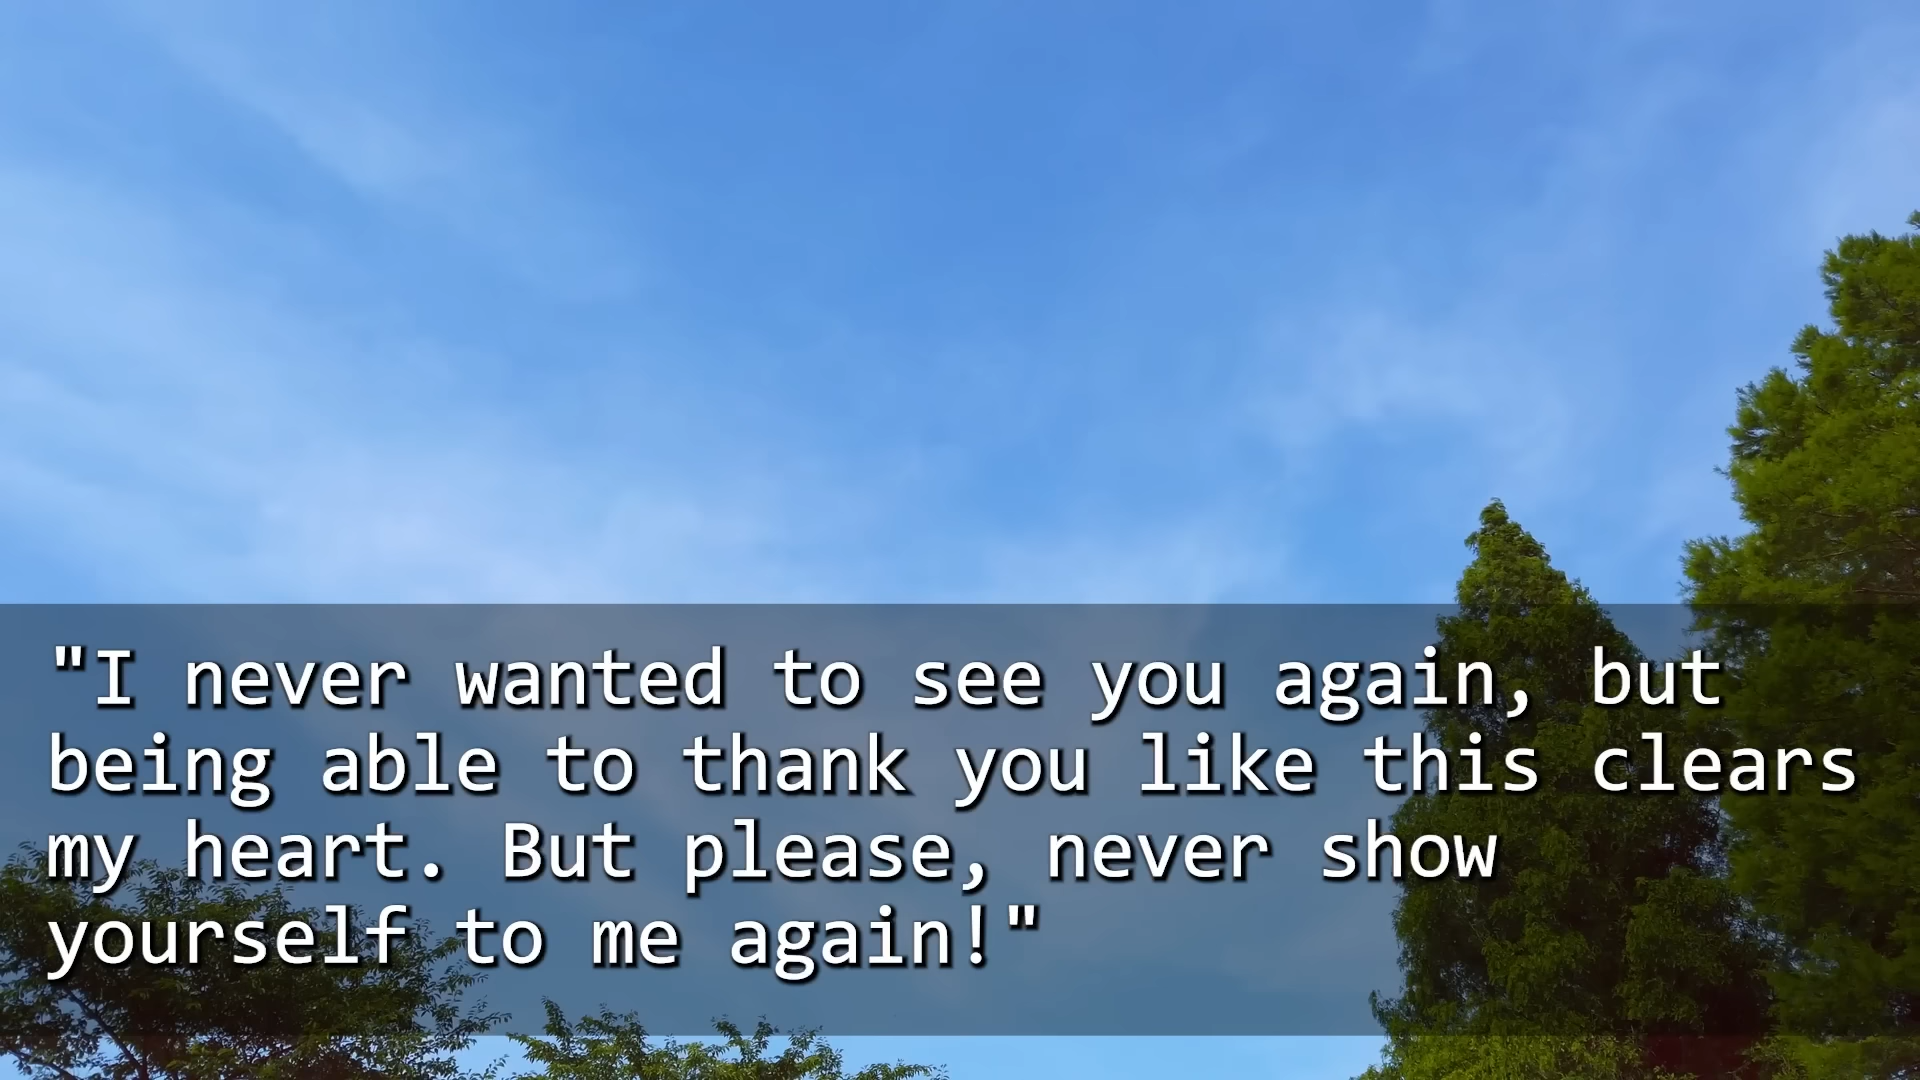 "I never wanted to see you again, but
being able to thank you like this clears
my heart. But please, never show
yourself to me again!"